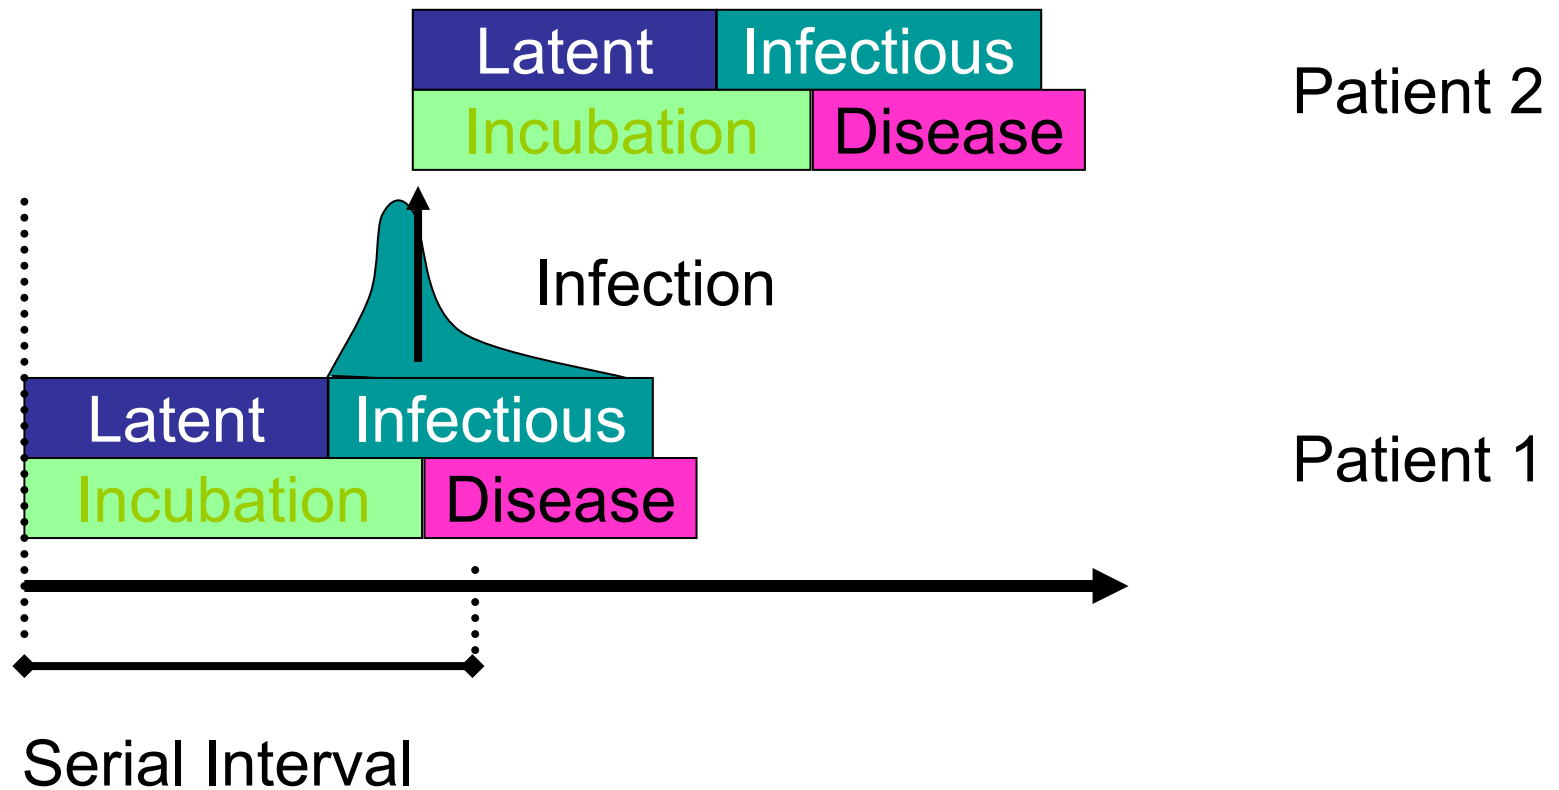 Latent Infectious
Patient 2
Incubation Disease
Infection
Latent Infectious
Patient 1
Incubation Disease
Serial Interval